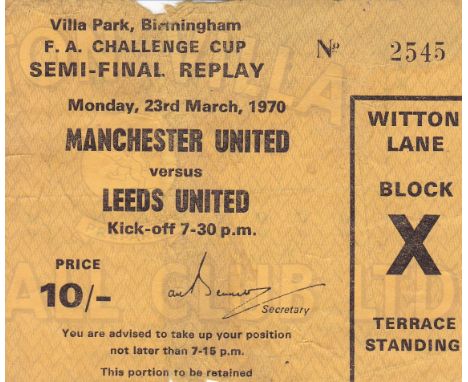 Villa Park, Birmingham
F. A. CHALLENGE CUP
SEMI-FINAL REPLAY
Nº 2545
Monday, 23rd March, 1970
MANCHESTER UNITED
versus
LEEDS UNITED
Kick-off 7-30 p.m.
PRICE
10/-
Secretary
You are advised to take up your position
not later than 7-15 p.m.
This portion to be retained
WITTON
LANE
BLOCK
X
TERRACE
STANDING